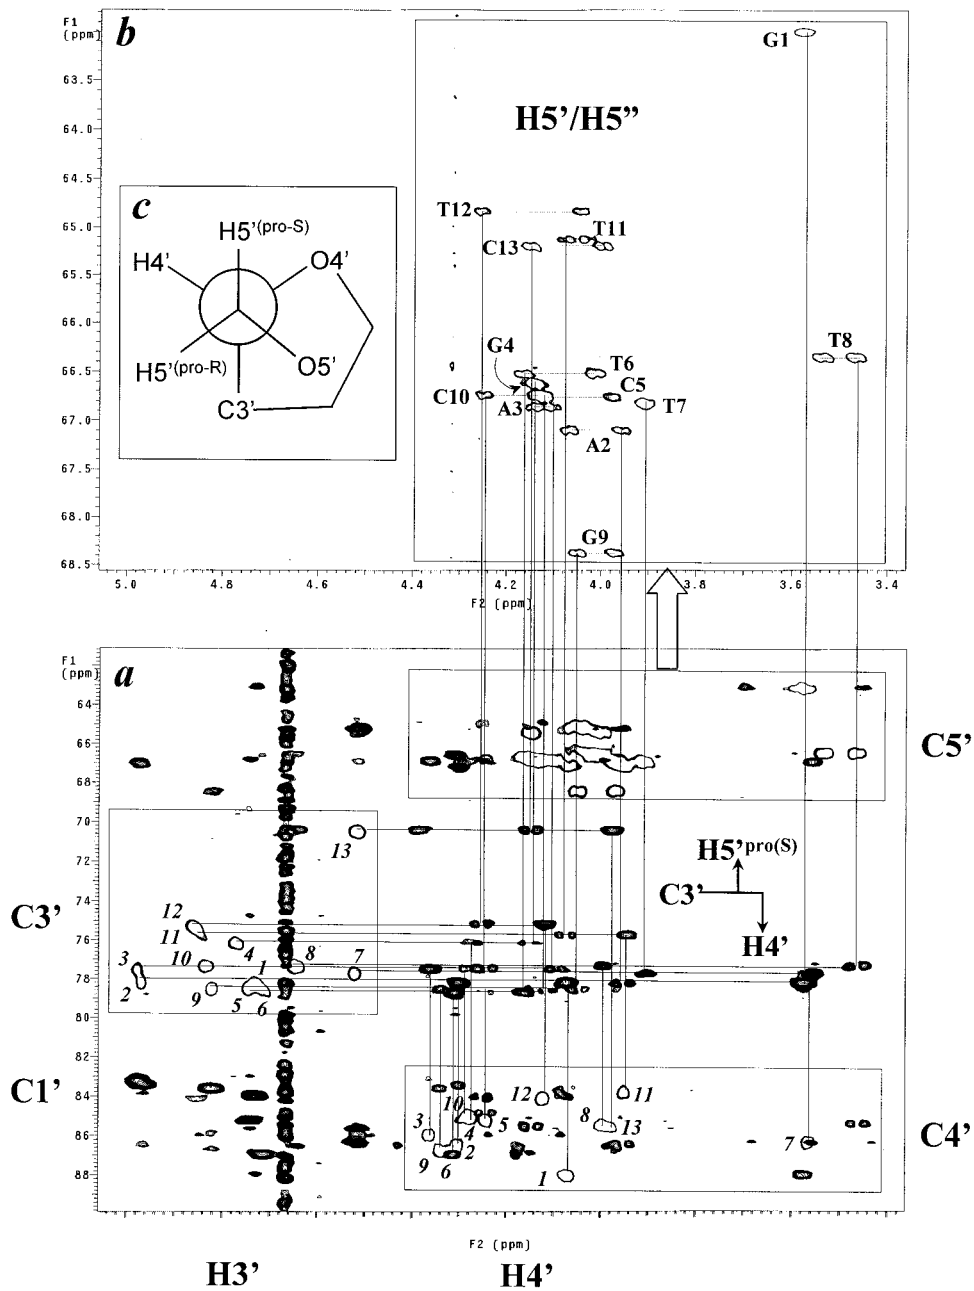 F1
(ppm)
b
G1
63.5
H5’/H5”
64.0
64.5
c
T12
H5'(pro-S)
T11
65.0
C13
H4'
O4'
65.5
66.0
T8
G4
T6
H5'(pro-R)
O5'
66.5
C5
C10
A3
T7
C3'
67.0
A2
67.5
68.0
G9
68.5
5.0 4.8 4.6 4.4 4.2 4.0 3.8 3.6 3.4
F2 (ppm)
F1
(ppm)
a
64
C5’
66
68
70
13
H5’pro(S)
72
C3’
74
C3’
12
H4’
11
76
3 10 4 1 8 7
78
2 9 5 6
80
82
C1’
84
12 11
10
3 4 5 8 13
86
C4’
9 6 2 7
1
88
F2 (ppm)
H3’ H4’